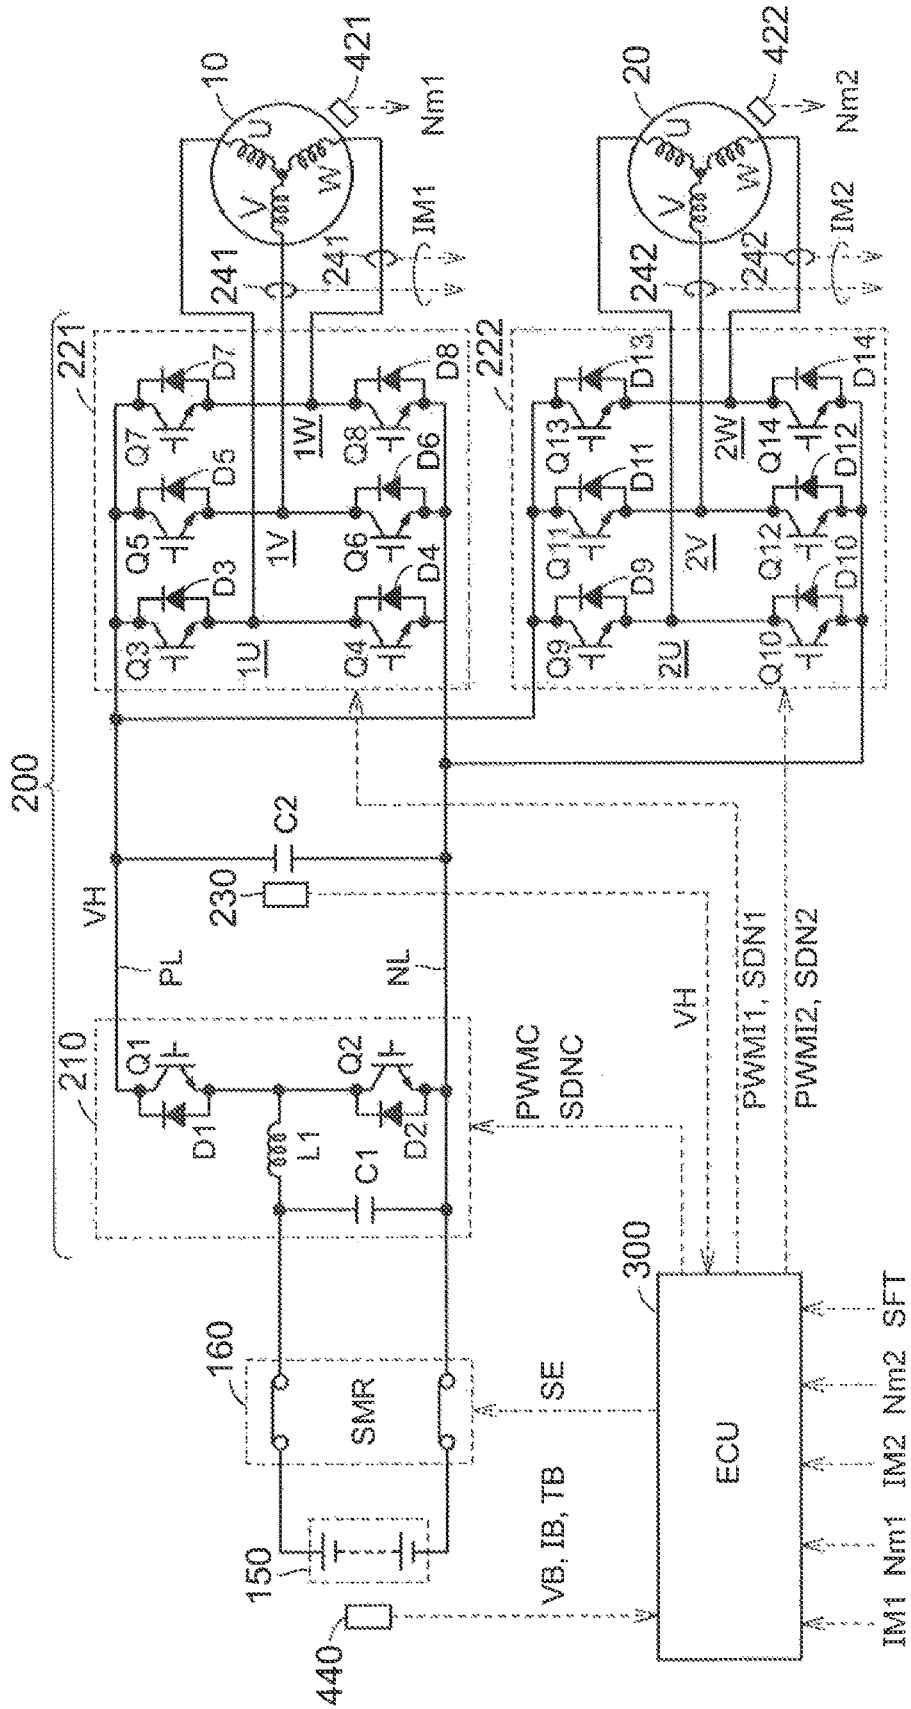 200
210
221
VH
PL
NL
Q1
D1
Q2
D2
L1
C1
C2
230
160
SMR
150
440
Q3
D3
Q5
D5
Q7
D7
1U
1V
1W
Q4
D4
Q6
D6
Q8
D8
241
241
IM1
10
U
V
W
421
Nm1
222
Q9
D9
Q11
D11
Q13
D13
2U
2V
2W
Q10
D10
Q12
D12
Q14
D14
242
242
IM2
20
U
V
W
422
Nm2
VB, IB, TB
SE
PWMC
SDNC
VH
PWMI1, SDN1
PWMI2, SDN2
300
ECU
IM1
Nm1
IM2
Nm2
SFT